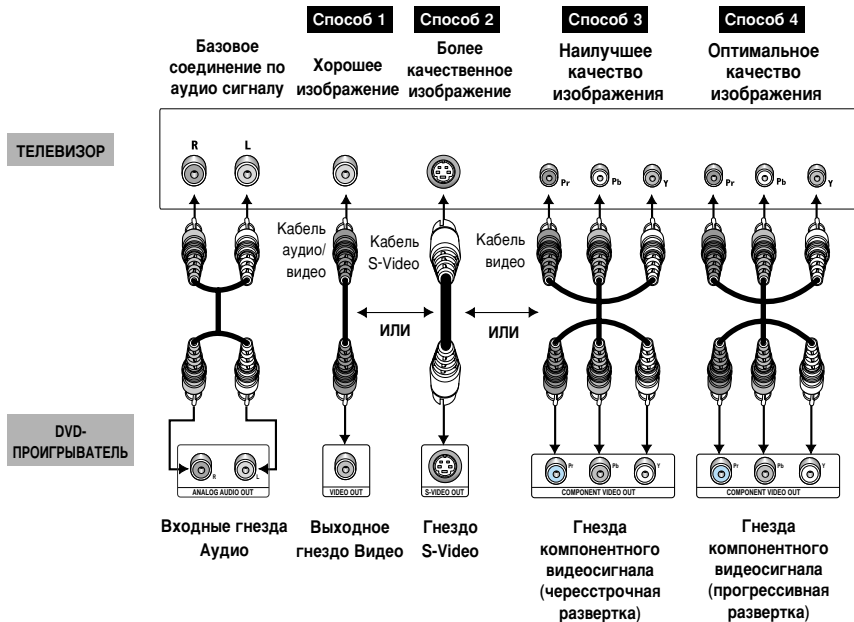 Способ 1
Способ 2
Способ 3
Способ 4
Базовое
соединение по
аудио сигналу
Хорошее
изображение
Более
качественное
изображение
Наилучшее
качество
изображения
Оптимальное
качество
изображения
ТЕЛЕВИЗОР
R
L
Pr
Pb
Y
Pr
Pb
Y
Кабель
аудио/
видео
Кабель
S-Video
Кабель
видео
ИЛИ
ИЛИ
DVD-
ПРОИГРЫВАТЕЛЬ
R
L
ANALOG AUDIO OUT
VIDEO OUT
S-VIDEO OUT
Pr
Pb
Y
COMPONENT VIDEO OUT
Pr
Pb
Y
COMPONENT VIDEO OUT
Входные гнезда
Аудио
Выходное
гнездо Видео
Гнездо
S-Video
Гнезда
компонентного
видеосигнала
(чересстрочная
развертка)
Гнезда
компонентного
видеосигнала
(прогрессивная
развертка)